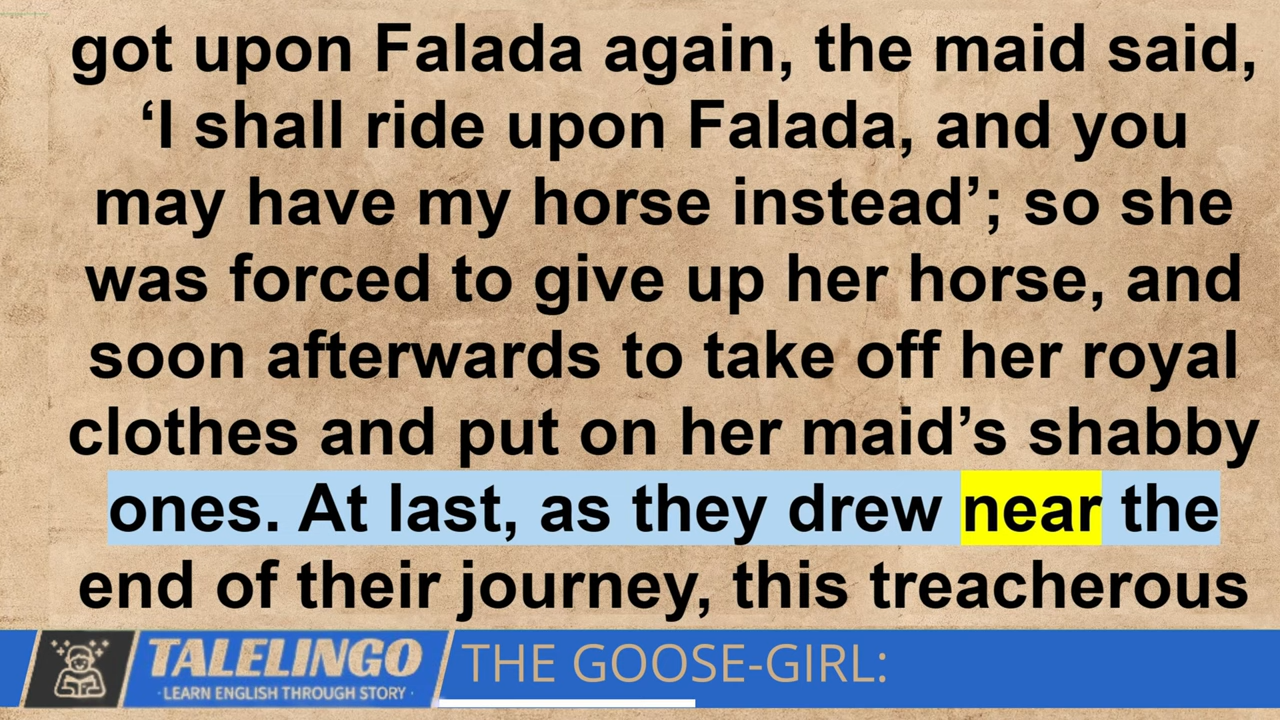 got upon Falada again, the maid said,
‘I shall ride upon Falada, and you
may have my horse instead’; so she
was forced to give up her horse, and
soon afterwards to take off her royal
clothes and put on her maid’s shabby
ones. At last, as they drew near the
end of their journey, this treacherous
TALELINGO
· LEARN ENGLISH THROUGH STORY ·
THE GOOSE-GIRL: